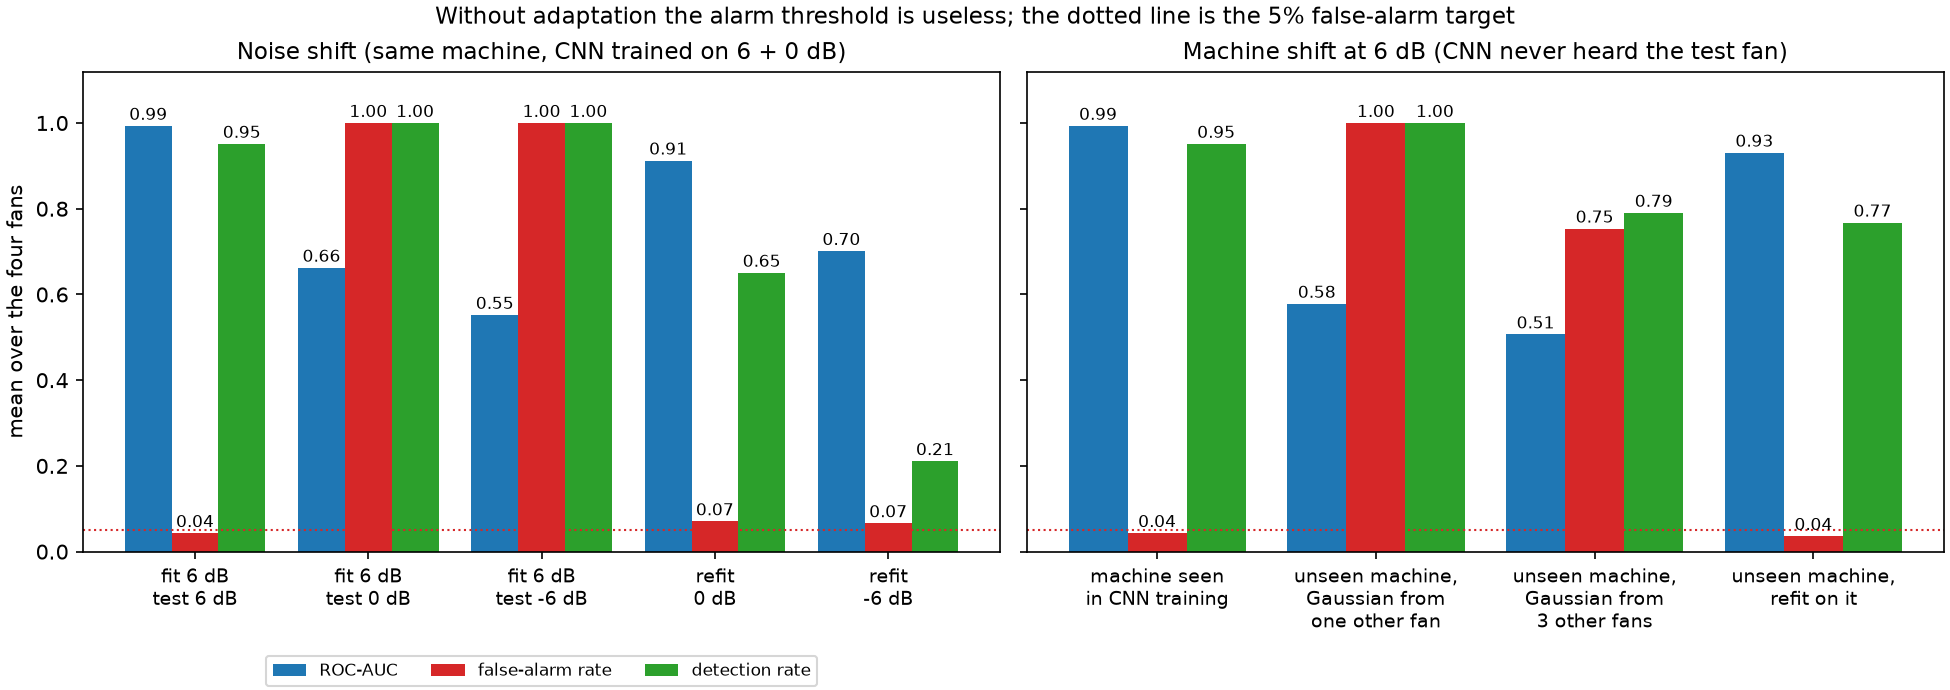 Without adaptation the alarm threshold is useless; the dotted line is the 5% false-alarm target
Noise shift (same machine, CNN trained on 6 + 0 dB)
mean over the four fans
1.0
0.8
0.6
0.4
0.2
0.0
0.99
0.04
0.95
0.66
1.00
1.00
0.55
1.00
1.00
0.91
0.07
0.65
0.70
0.07
0.21
fit 6 dB
test 6 dB
fit 6 dB
test 0 dB
fit 6 dB
test -6 dB
refit
0 dB
refit
-6 dB
Machine shift at 6 dB (CNN never heard the test fan)
0.99
0.04
0.95
0.58
1.00
1.00
0.51
0.75
0.79
0.93
0.04
0.77
machine seen
in CNN training
unseen machine,
Gaussian from
one other fan
unseen machine,
Gaussian from
3 other fans
unseen machine,
refit on it
ROC-AUC
false-alarm rate
detection rate